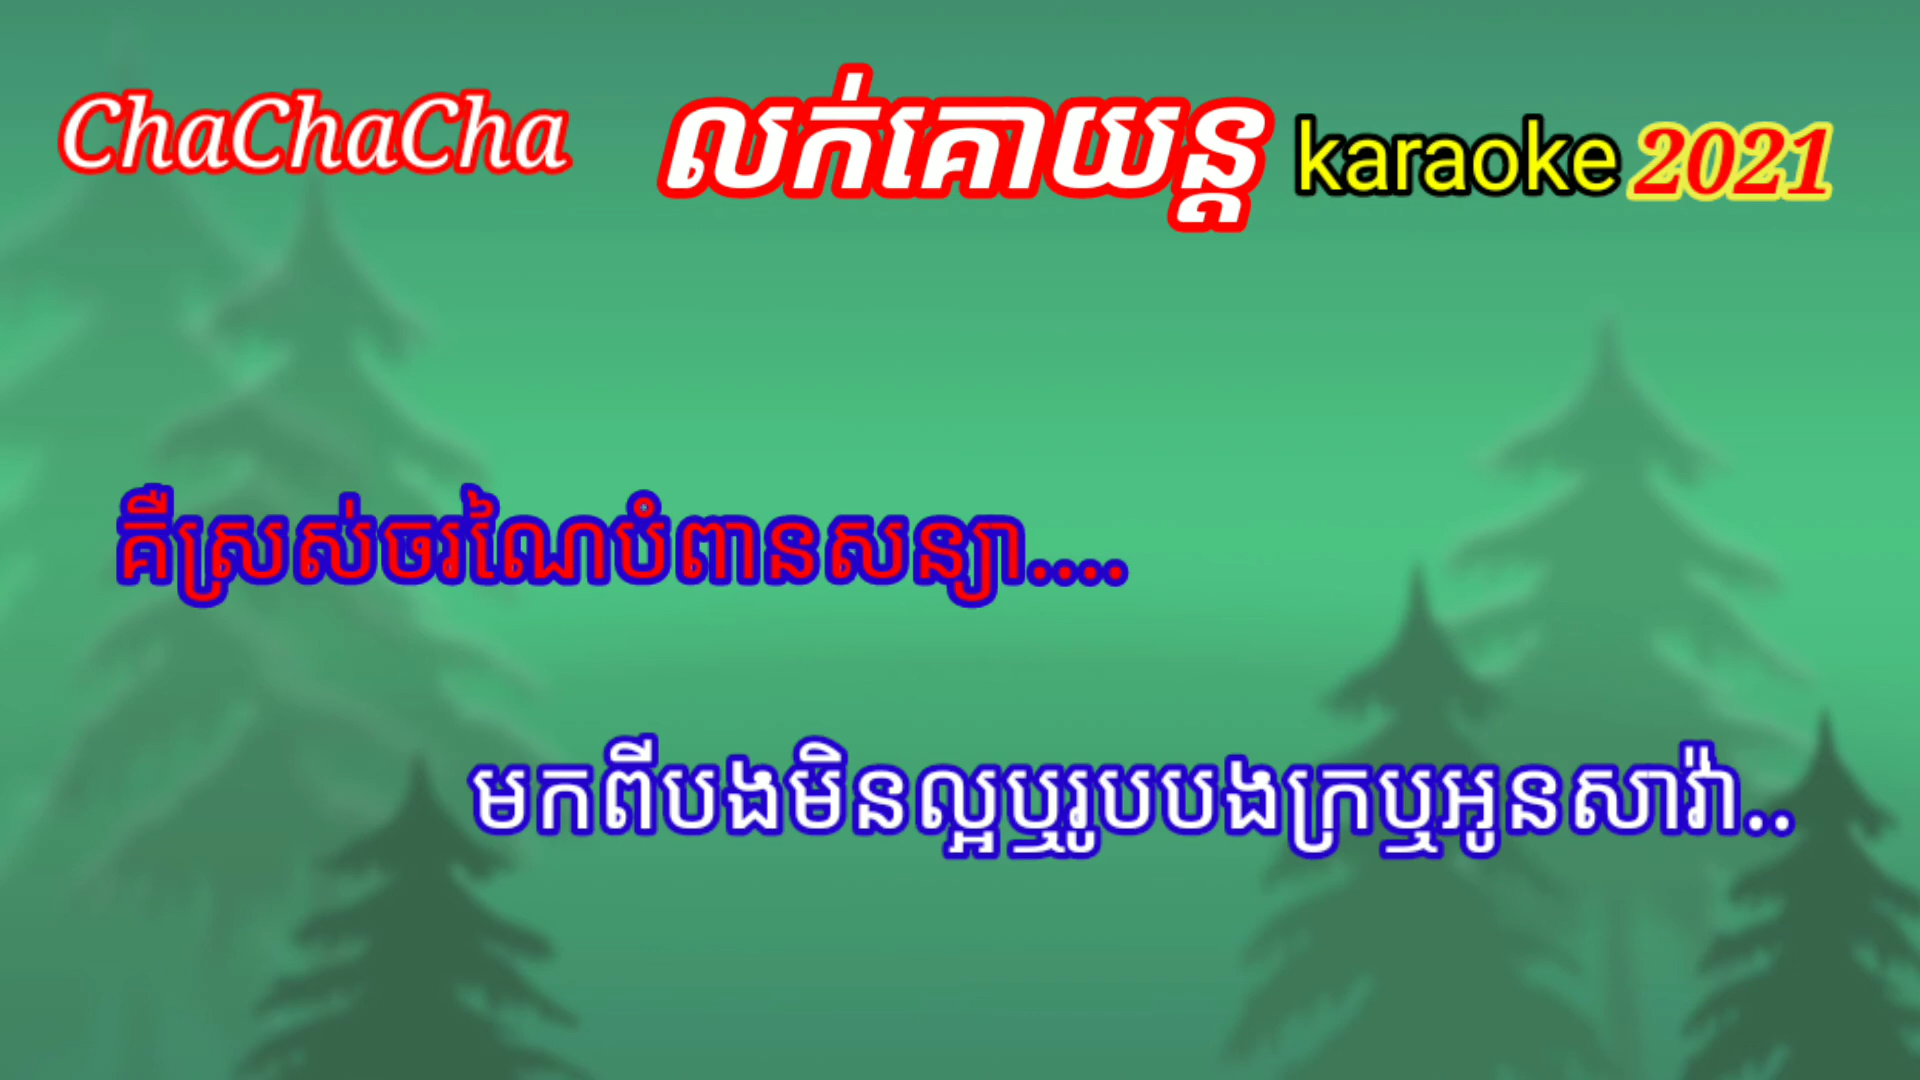 ChaChaCha លក់គោយន្ត karaoke 2021
គឺស្រស់ចរណៃបំពានសន្យា....
មកពីបងមិនល្អឬរូបបងក្រឬអូនសារ៉ា..